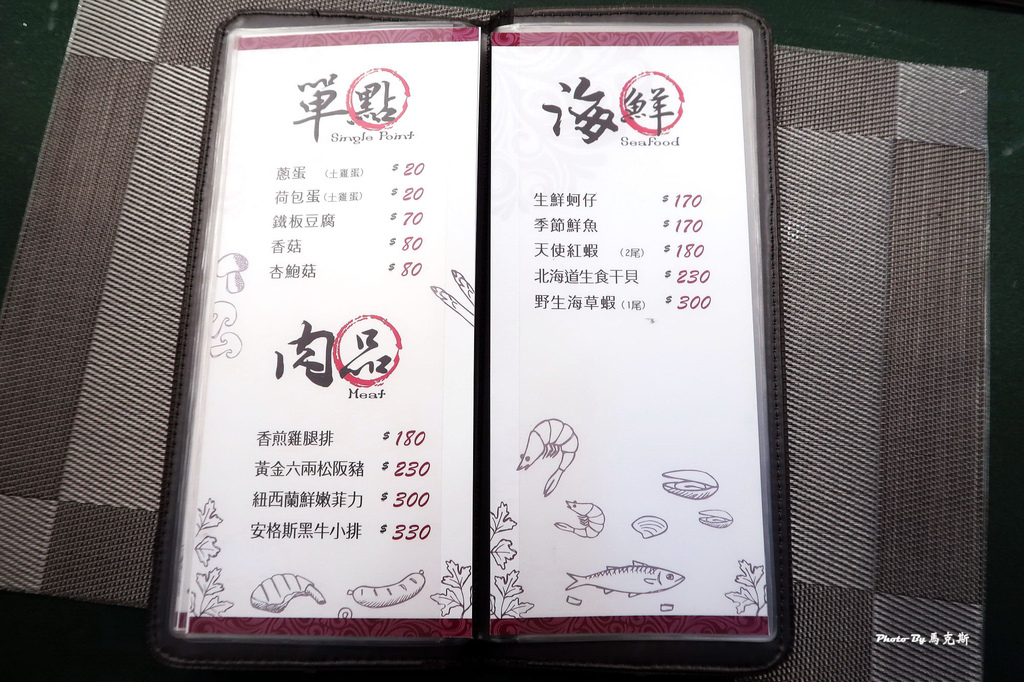 單點
Single Point
蔥蛋 (土雞蛋) $20
荷包蛋(土雞蛋) $20
鐵板豆腐 $70
香菇 $80
杏鮑菇 $80
肉品
Meat
香煎雞腿排 $180
黃金六兩松阪豬 $230
紐西蘭鮮嫩菲力 $300
安格斯黑牛小排 $330
海鮮
Seafood
生鮮蚵仔 $170
季節鮮魚 $170
天使紅蝦 (2尾) $180
北海道生食干貝 $230
野生海草蝦 (1尾) $300
Photo By 馬克斯